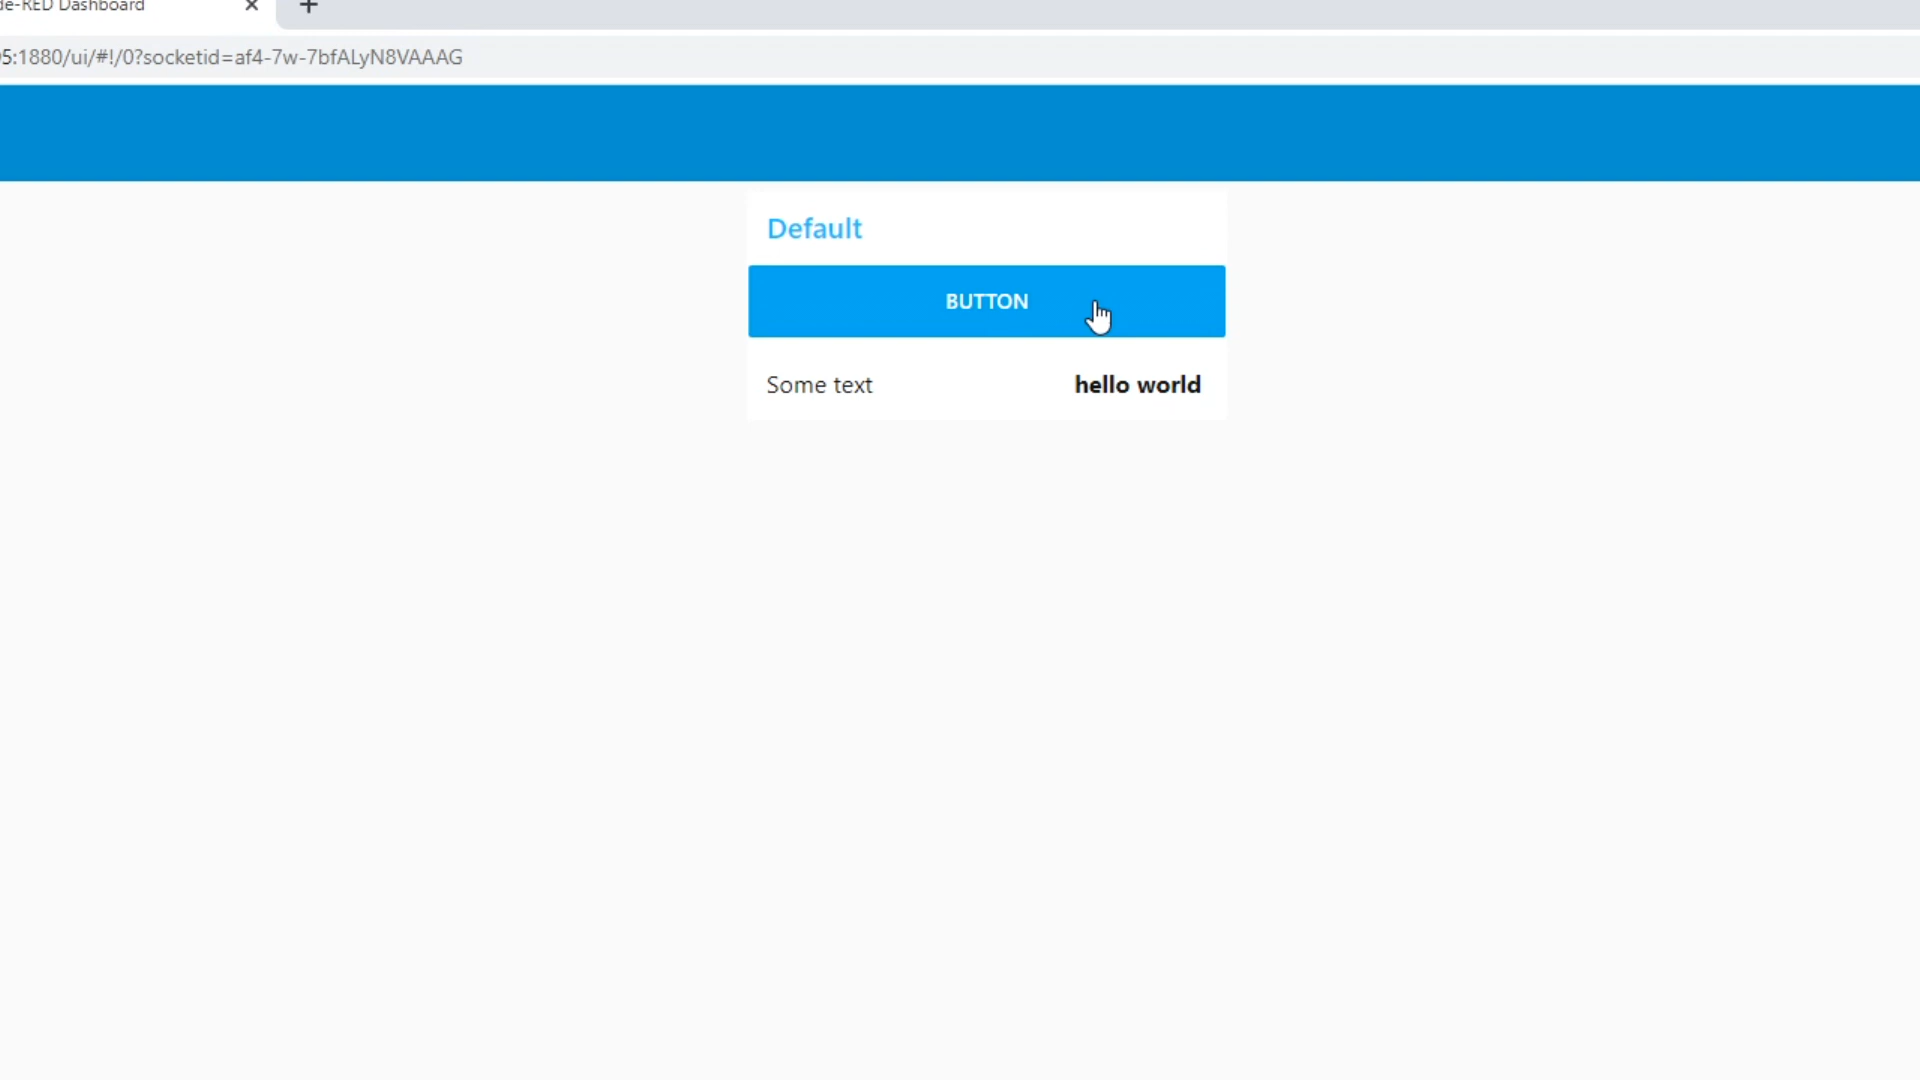 de-RED Dashboard
5:1880/ui/#!/0?socketid=af4-7w-7bfALyN8VAAAG
Default
BUTTON
Some text hello world